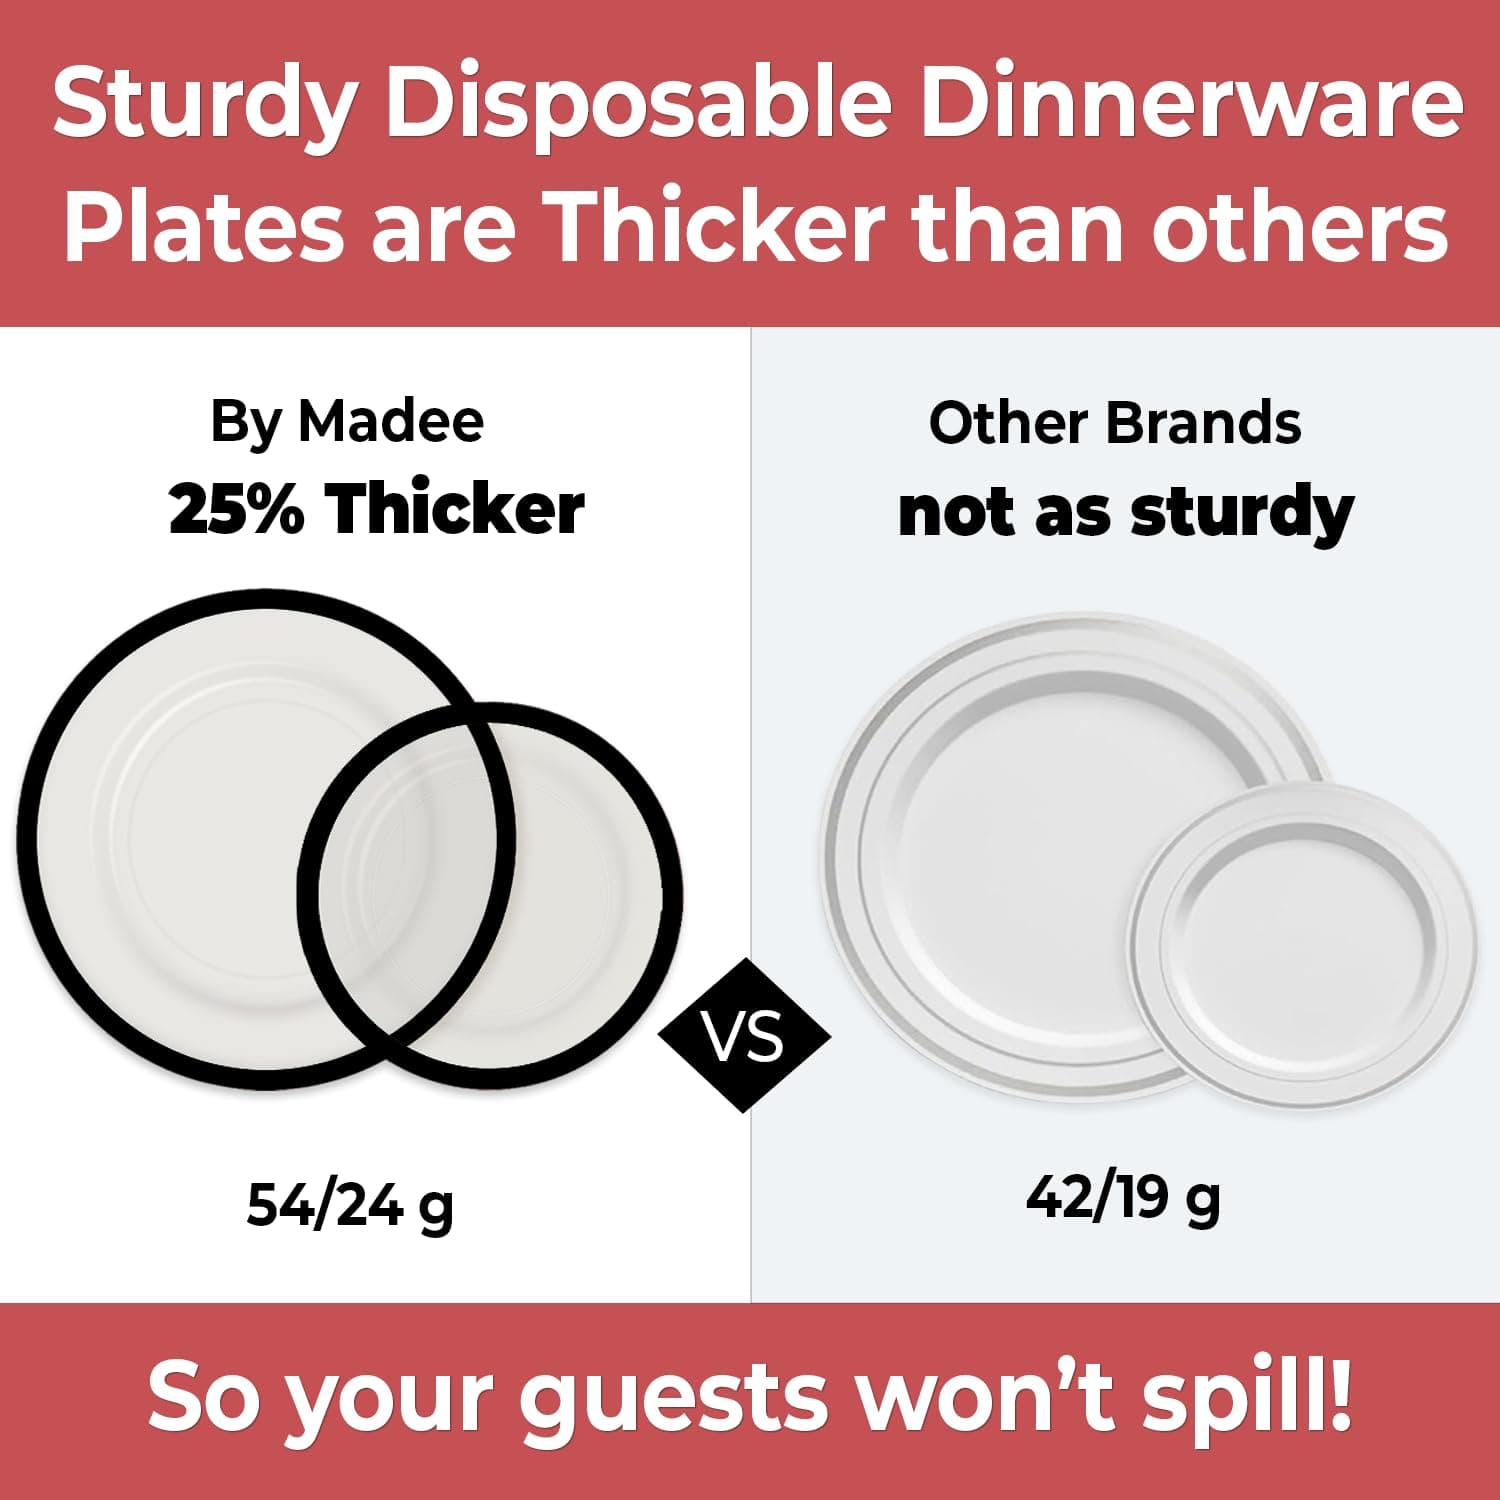 Sturdy Disposable Dinnerware
Plates are Thicker than others
By Madee
25% Thicker
Other Brands
not as sturdy
VS
54/24 g
42/19 g
So your guests won't spill!